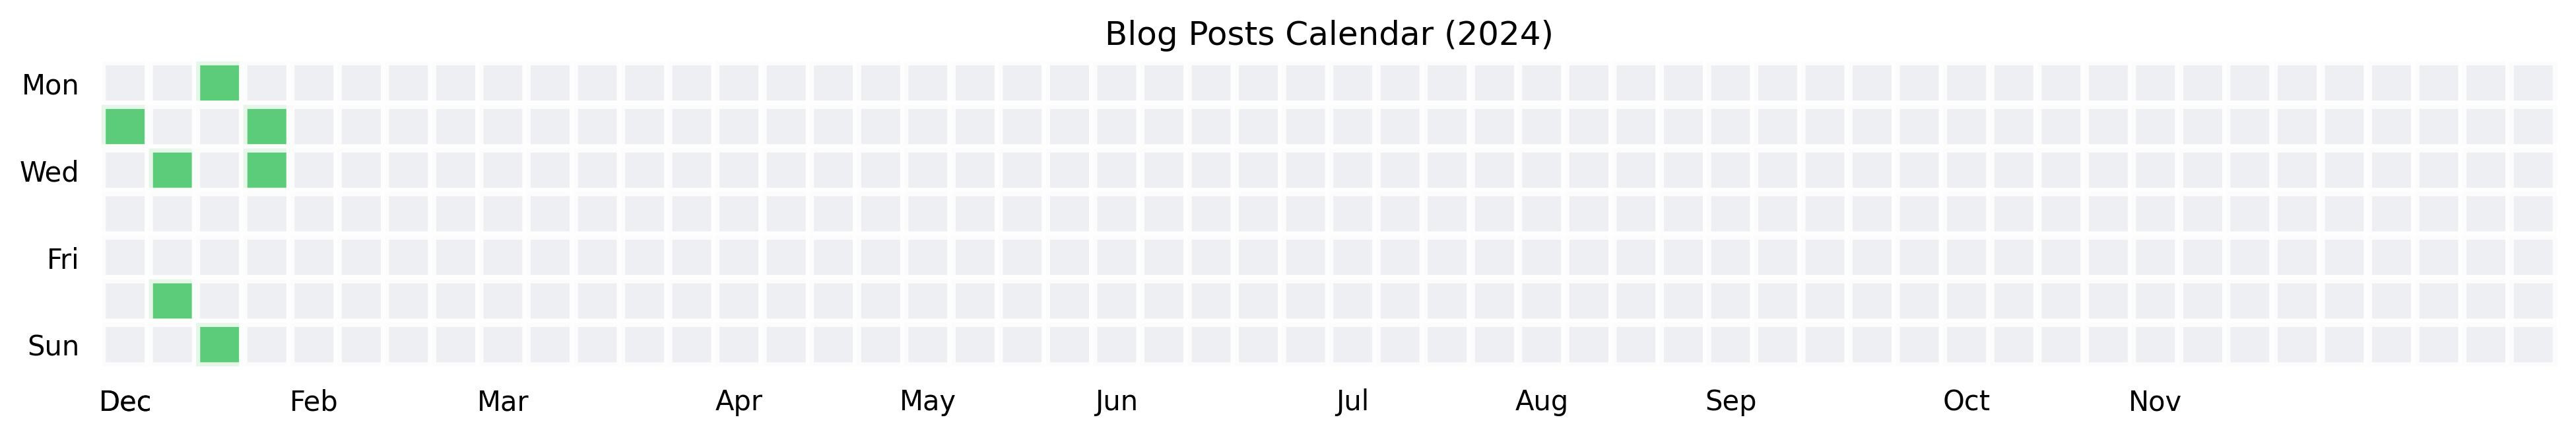 Blog Posts Calendar (2024)
Mon
Wed
Fri
Sun
Dec Feb Mar Apr May Jun Jul Aug Sep Oct Nov